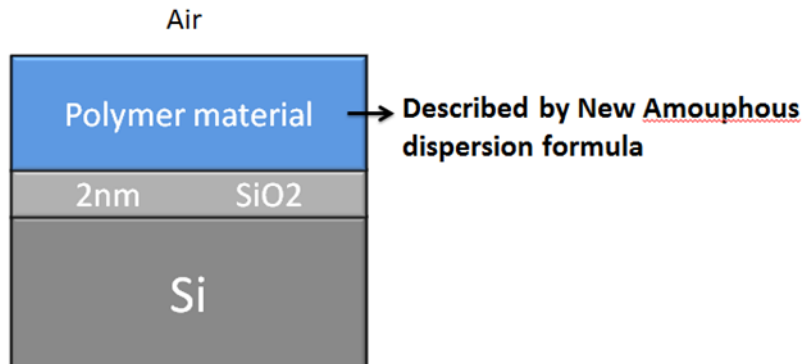 Air
Polymer material
Described by New Amouphous
dispersion formula
2nm SiO2
Si